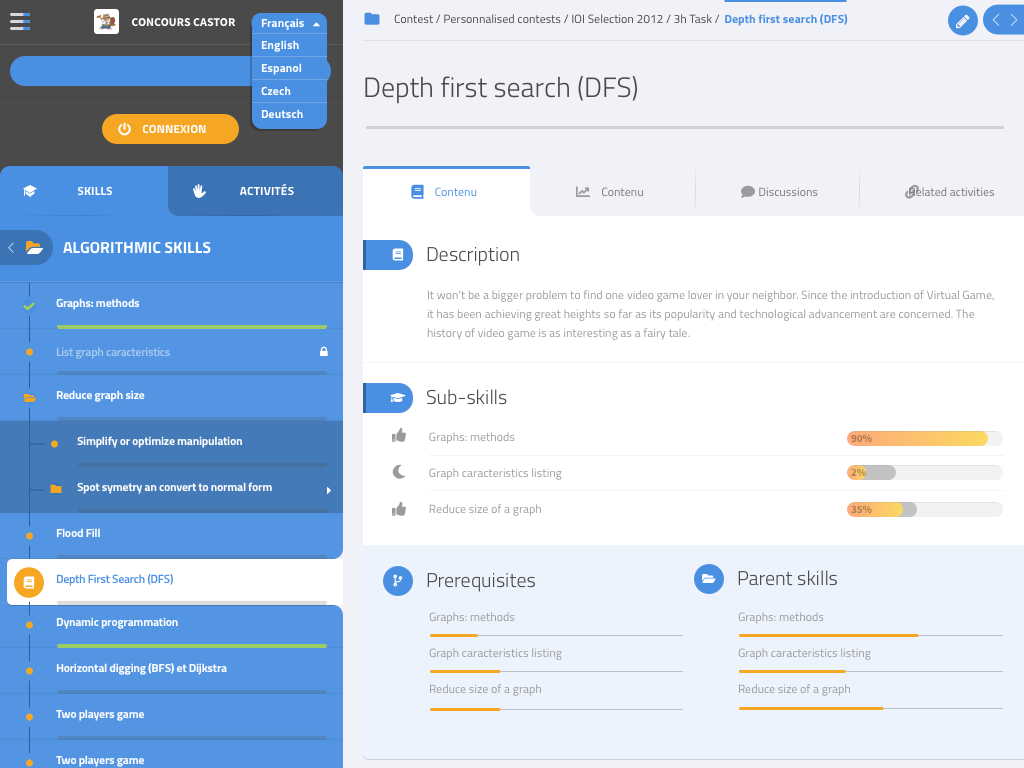 CONCOURS CASTOR
Français
English
Espanol
Czech
Deutsch
CONNEXION
SKILLS
ACTIVITÉS
ALGORITHMIC SKILLS
Graphs: methods
List graph caracteristics
Reduce graph size
Simplify or optimize manipulation
Spot symetry an convert to normal form
Flood Fill
Depth First Search (DFS)
Dynamic programmation
Horizontal digging (BFS) et Dijkstra
Two players game
Two players game
Contest / Personnalised contests / IOI Selection 2012 / 3h Task / Depth first search (DFS)
Depth first search (DFS)
Contenu
Contenu
Discussions
Related activities
Description
It won't be a bigger problem to find one video game lover in your neighbor. Since the introduction of Virtual Game,
it has been achieving great heights so far as its popularity and technological advancement are concerned. The
history of video game is as interesting as a fairy tale.
Sub-skills
Graphs: methods
90%
Graph caracteristics listing
2%
Reduce size of a graph
35%
Prerequisites
Graphs: methods
Graph caracteristics listing
Reduce size of a graph
Parent skills
Graphs: methods
Graph caracteristics listing
Reduce size of a graph